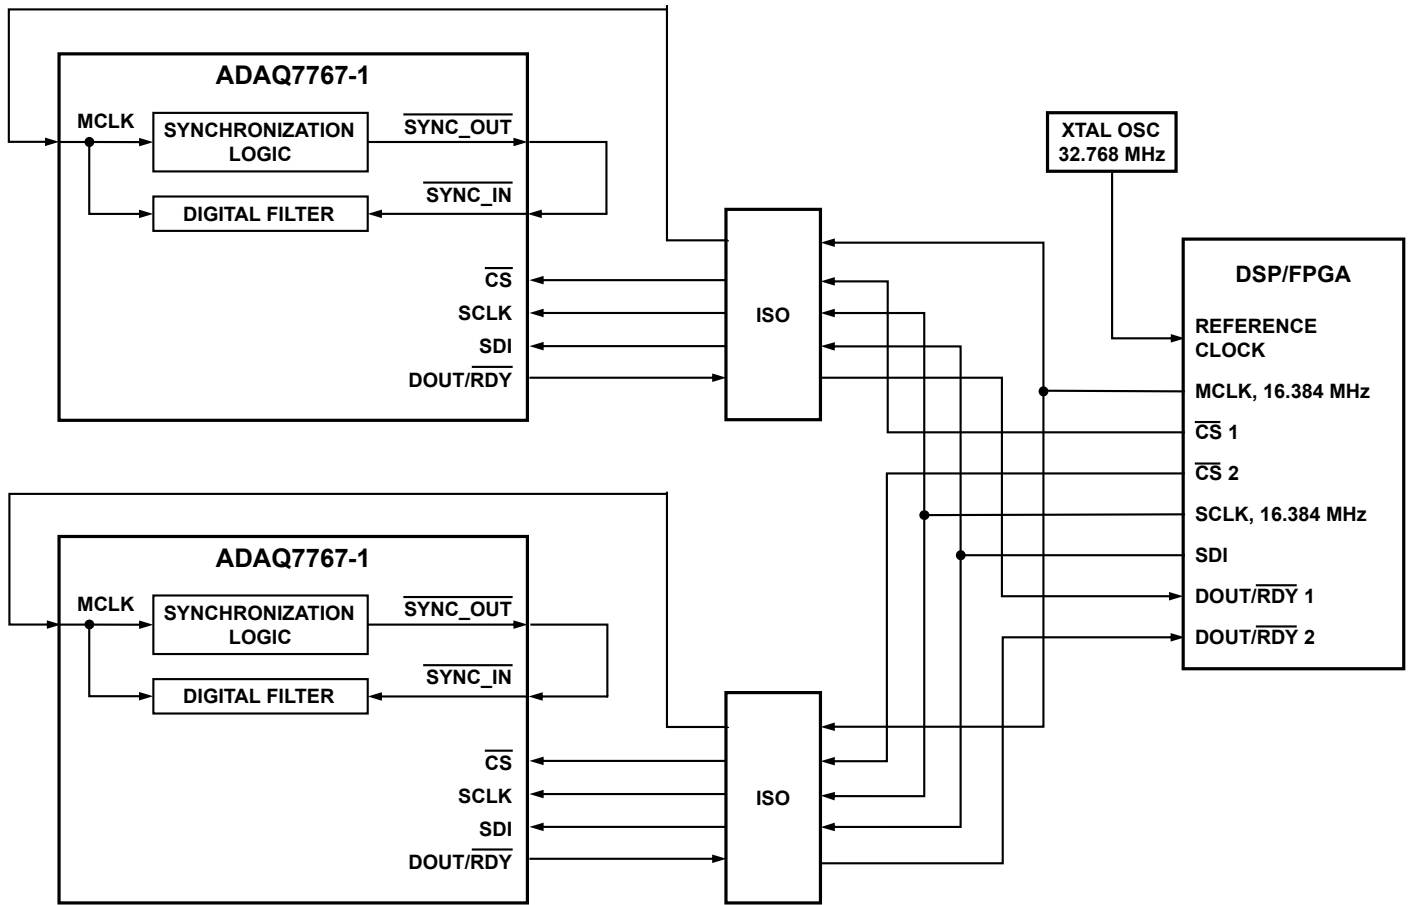 ADAQ7767-1
MCLK
SYNCHRONIZATION
LOGIC
SYNC_OUT
SYNC_IN
DIGITAL FILTER
CS
SCLK
SDI
DOUT/RDY
ISO
XTAL OSC
32.768 MHz
DSP/FPGA
REFERENCE
CLOCK
MCLK, 16.384 MHz
CS 1
CS 2
SCLK, 16.384 MHz
SDI
DOUT/RDY 1
DOUT/RDY 2
ADAQ7767-1
MCLK
SYNCHRONIZATION
LOGIC
SYNC_OUT
SYNC_IN
DIGITAL FILTER
CS
SCLK
SDI
DOUT/RDY
ISO